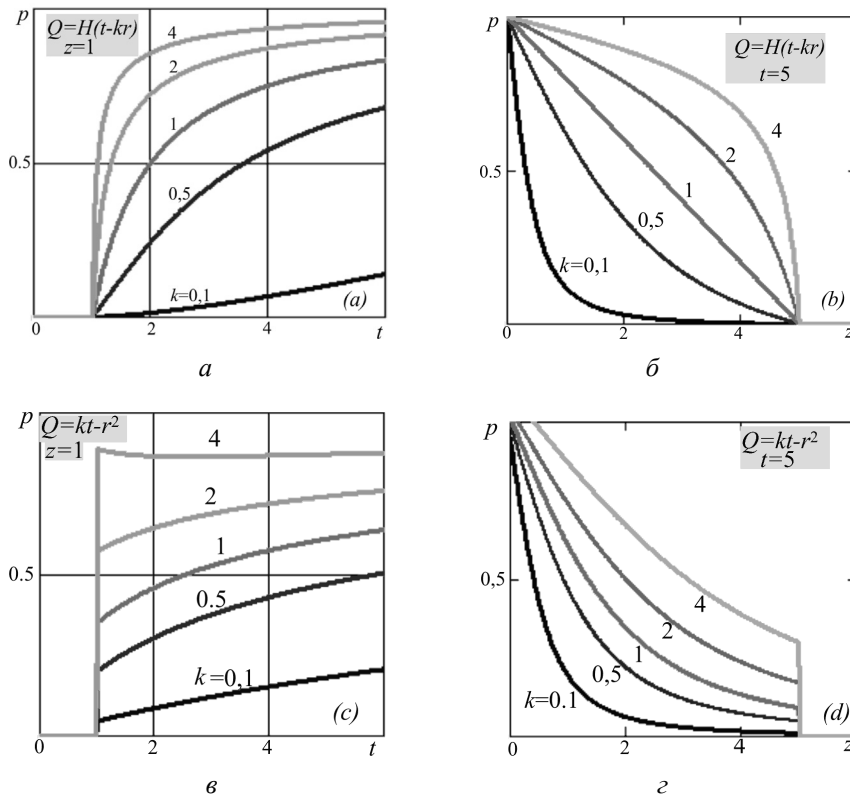 p
Q=H(t-kr)
z=1
4
2
1
0,5
0.5
k=0,1
(a)
0
2
4
t
а
p
Q=H(t-kr)
t=5
4
2
1
0,5
0.5
k=0,1
(b)
0
2
4
z
б
p
Q=kt-r²
z=1
4
2
1
0.5
0.5
k=0,1
(c)
0
2
4
t
в
p
Q=kt-r²
t=5
0,5
4
2
1
0,5
k=0.1
(d)
0
2
4
z
г